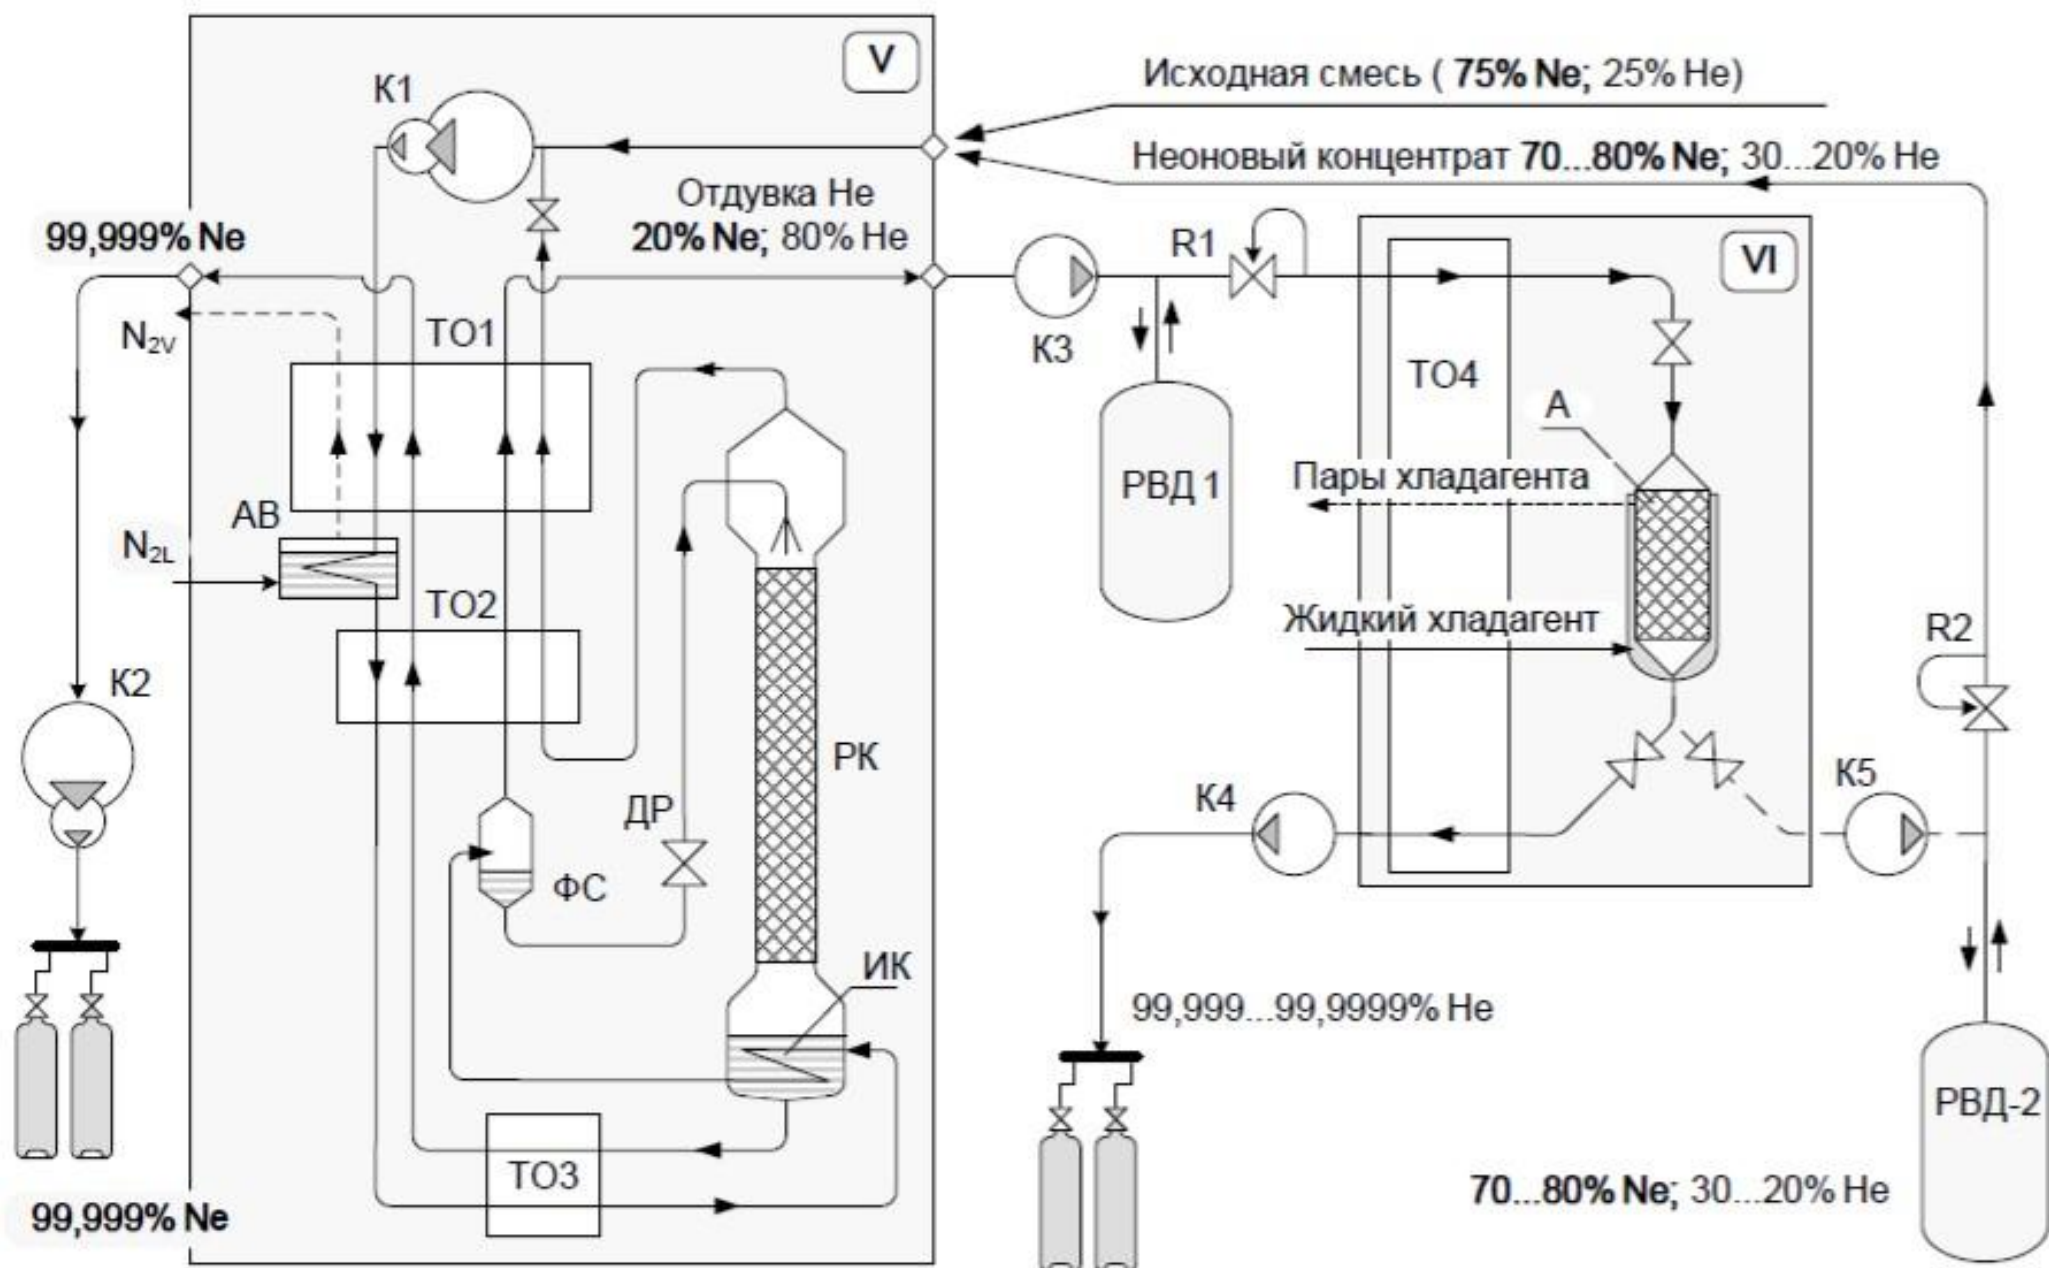 V
K1
Исходная смесь ( 75% Ne; 25% He)
Неоновый концентрат 70...80% Ne; 30...20% He
Отдувка He
20% Ne; 80% He
99,999% Ne
R1
VI
N2V
ТО1
К3
ТО4
А
РВД 1
Пары хладагента
АВ
N2L
ТО2
Жидкий хладагент
R2
К2
РК
ДР
К4
К5
ФС
ИК
99,999...99,9999% He
РВД-2
ТО3
70...80% Ne; 30...20% He
99,999% Ne